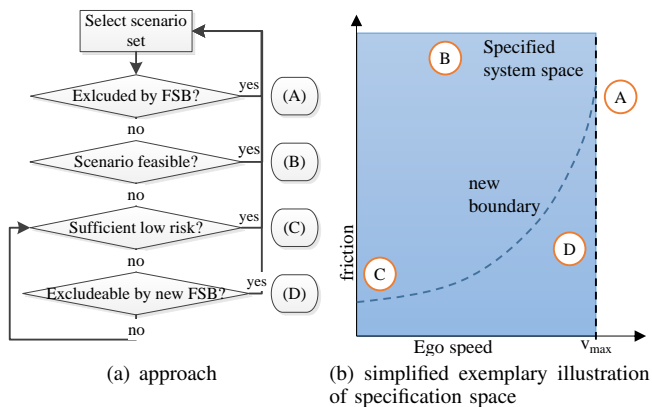 Select scenario
set
Exlcuded by FSB?
yes
(A)
no
Scenario feasible?
yes
(B)
no
Sufficient low risk?
yes
(C)
no
Excludeable by new FSB?
yes
(D)
no
(a) approach
Specified
system space
B
A
new
boundary
D
C
friction
Ego speed
vmax
(b) simplified exemplary illustration
of specification space